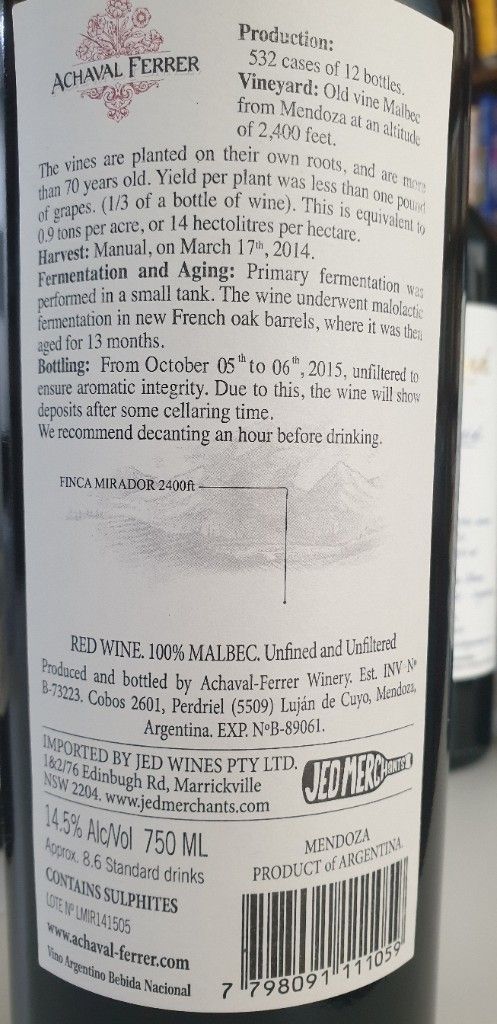 ACHAVAL FERRER
Production:
532 cases of 12 bottles.
Vineyard: Old vine Malbec
from Mendoza at an altitude
of 2,400 feet.
The vines are planted on their own roots, and are more
than 70 years old. Yield per plant was less than one pound
of grapes. (1/3 of a bottle of wine). This is equivalent to
0.9 tons per acre, or 14 hectolitres per hectare.
Harvest: Manual, on March 17th, 2014.
Fermentation and Aging: Primary fermentation was
performed in a small tank. The wine underwent malolactic
fermentation in new French oak barrels, where it was then
aged for 13 months.
Bottling: From October 05th to 06th, 2015, unfiltered to
ensure aromatic integrity. Due to this, the wine will show
deposits after some cellaring time.
We recommend decanting an hour before drinking.
FINCA MIRADOR 2400ft
RED WINE. 100% MALBEC. Unfined and Unfiltered
Produced and bottled by Achaval-Ferrer Winery. Est. INV Nº
B-73223. Cobos 2601, Perdriel (5509) Luján de Cuyo, Mendoza,
Argentina. EXP. NºB-89061.
IMPORTED BY JED WINES PTY LTD.
1&2/76 Edinbugh Rd, Marrickville
NSW 2204. www.jedmerchants.com
JED MERCHANTS
14.5% Alc/Vol 750 ML
Approx. 8.6 Standard drinks
CONTAINS SULPHITES
LOTE Nº LMIR141505
www.achaval-ferrer.com
Vino Argentino Bebida Nacional
MENDOZA
PRODUCT of ARGENTINA.
7 798091 111059